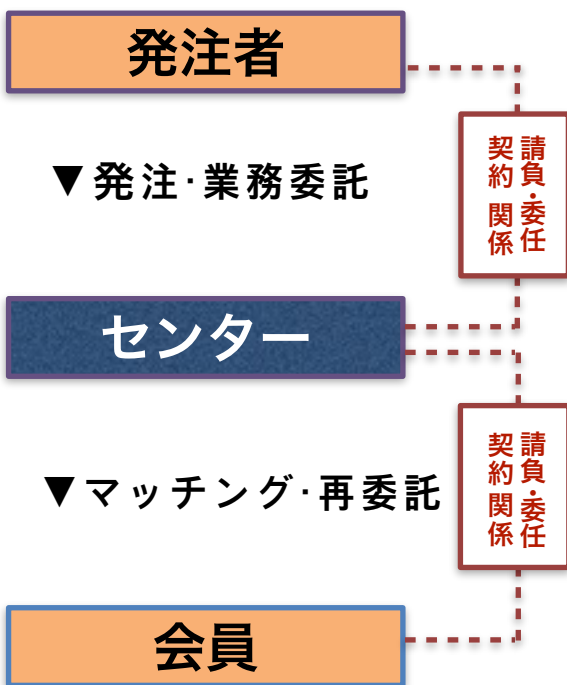 発注者
▼発注·業務委託
請負·委任
契約 関係
センター
▼マッチング·再委託
請負·委任
契約関係
会員